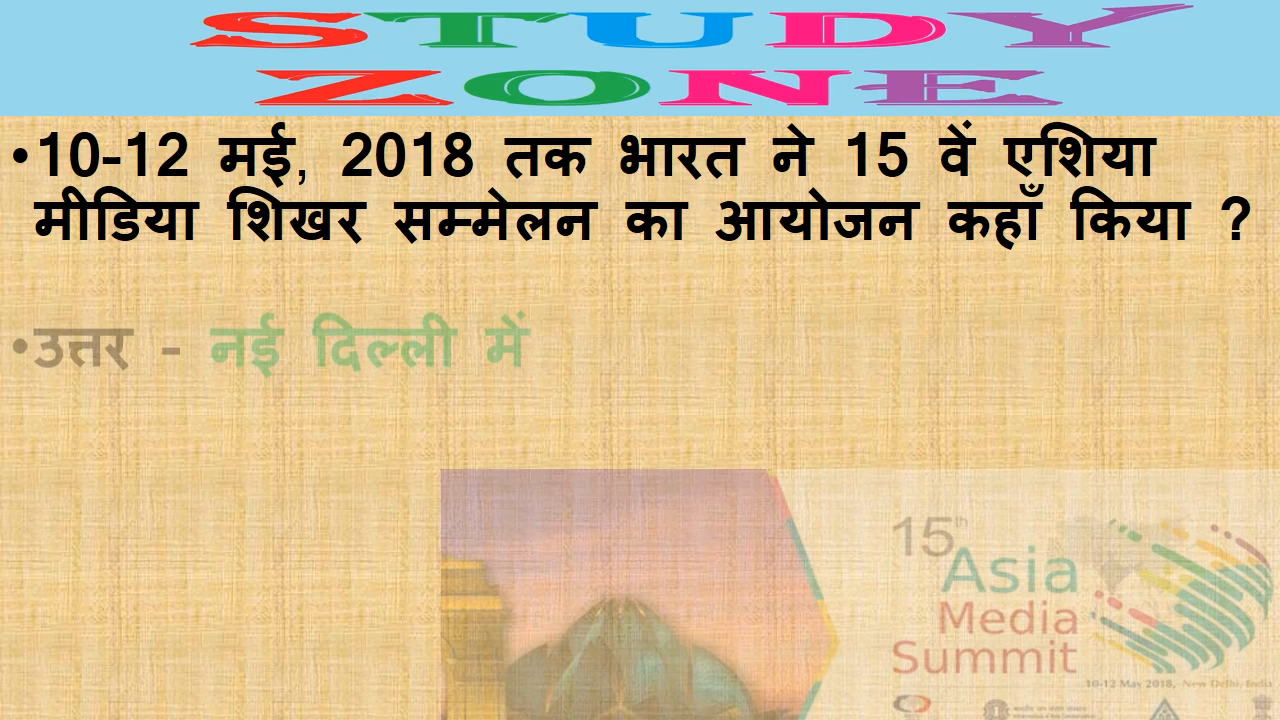 STUDY
ZONE
•10-12 मई, 2018 तक भारत ने 15 वें एशिया
मीडिया शिखर सम्मेलन का आयोजन कहाँ किया ?
•उत्तर - नई दिल्ली में
15th
Asia
Media
Summit
10-12 May 2018, New Delhi, India